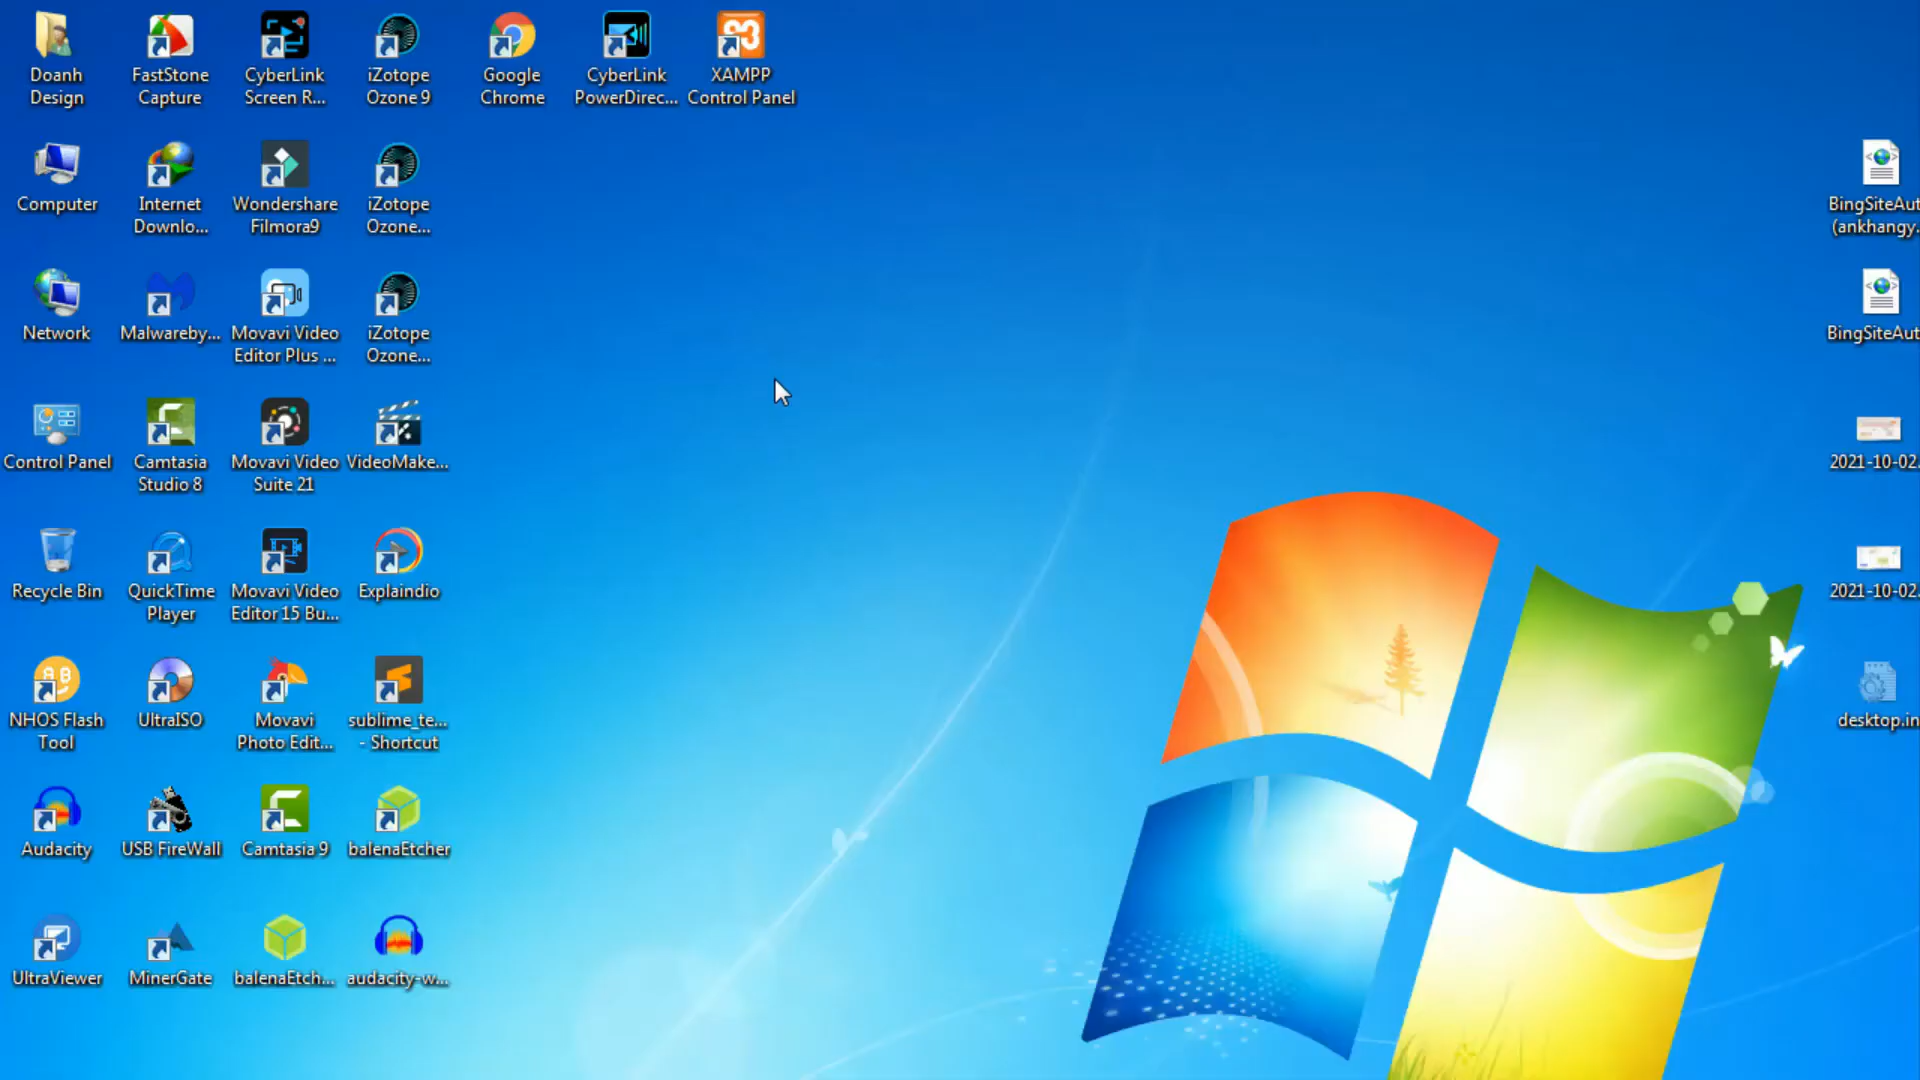 Doanh
Design
FastStone
Capture
CyberLink
Screen R...
iZotope
Ozone 9
Google
Chrome
CyberLink
PowerDirec...
XAMPP
Control Panel
Computer
Internet
Downlo...
Wondershare
Filmora9
iZotope
Ozone...
BingSiteAut
(ankhangy.
Network
Malwareby...
Movavi Video
Editor Plus ...
iZotope
Ozone...
BingSiteAut
Control Panel
Camtasia
Studio 8
Movavi Video
Suite 21
VideoMake...
2021-10-02.
Recycle Bin
QuickTime
Player
Movavi Video
Editor 15 Bu...
Explaindio
2021-10-02.
NHOS Flash
Tool
UltraISO
Movavi
Photo Edit...
sublime_te...
- Shortcut
desktop.in
Audacity
USB FireWall
Camtasia 9
balenaEtcher
UltraViewer
MinerGate
balenaEtch...
audacity-w...